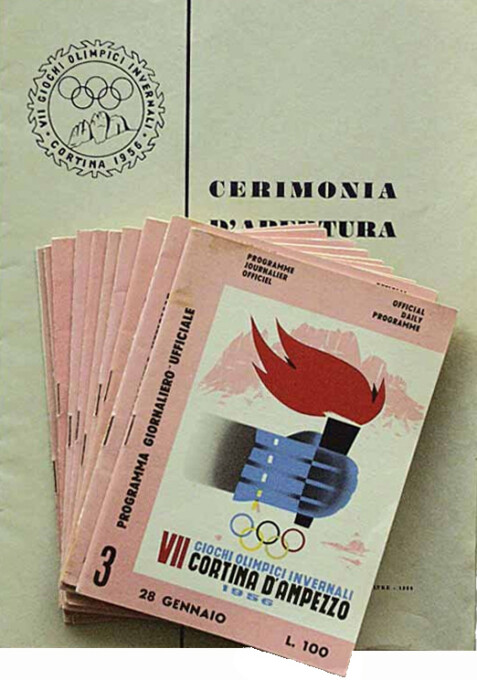 VII GIOCHI OLIMPICI INVERNALI
CORTINA 1956
CERIMONIA
D'APERTURA
PROGRAMME
JOURNALIER
OFFICIEL
OFFICIAL
DAILY
PROGRAMME
PROGRAMMA GIORNALIERO-UFFICIALE
VII GIOCHI OLIMPICI INVERNALI
CORTINA D'AMPEZZO
1956
3
28 GENNAIO
L. 100